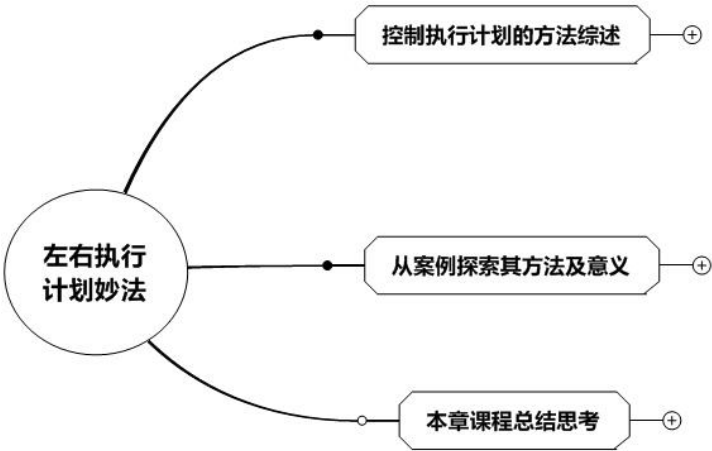 控制执行计划的方法综述
左右执行
计划妙法
从案例探索其方法及意义
本章课程总结思考